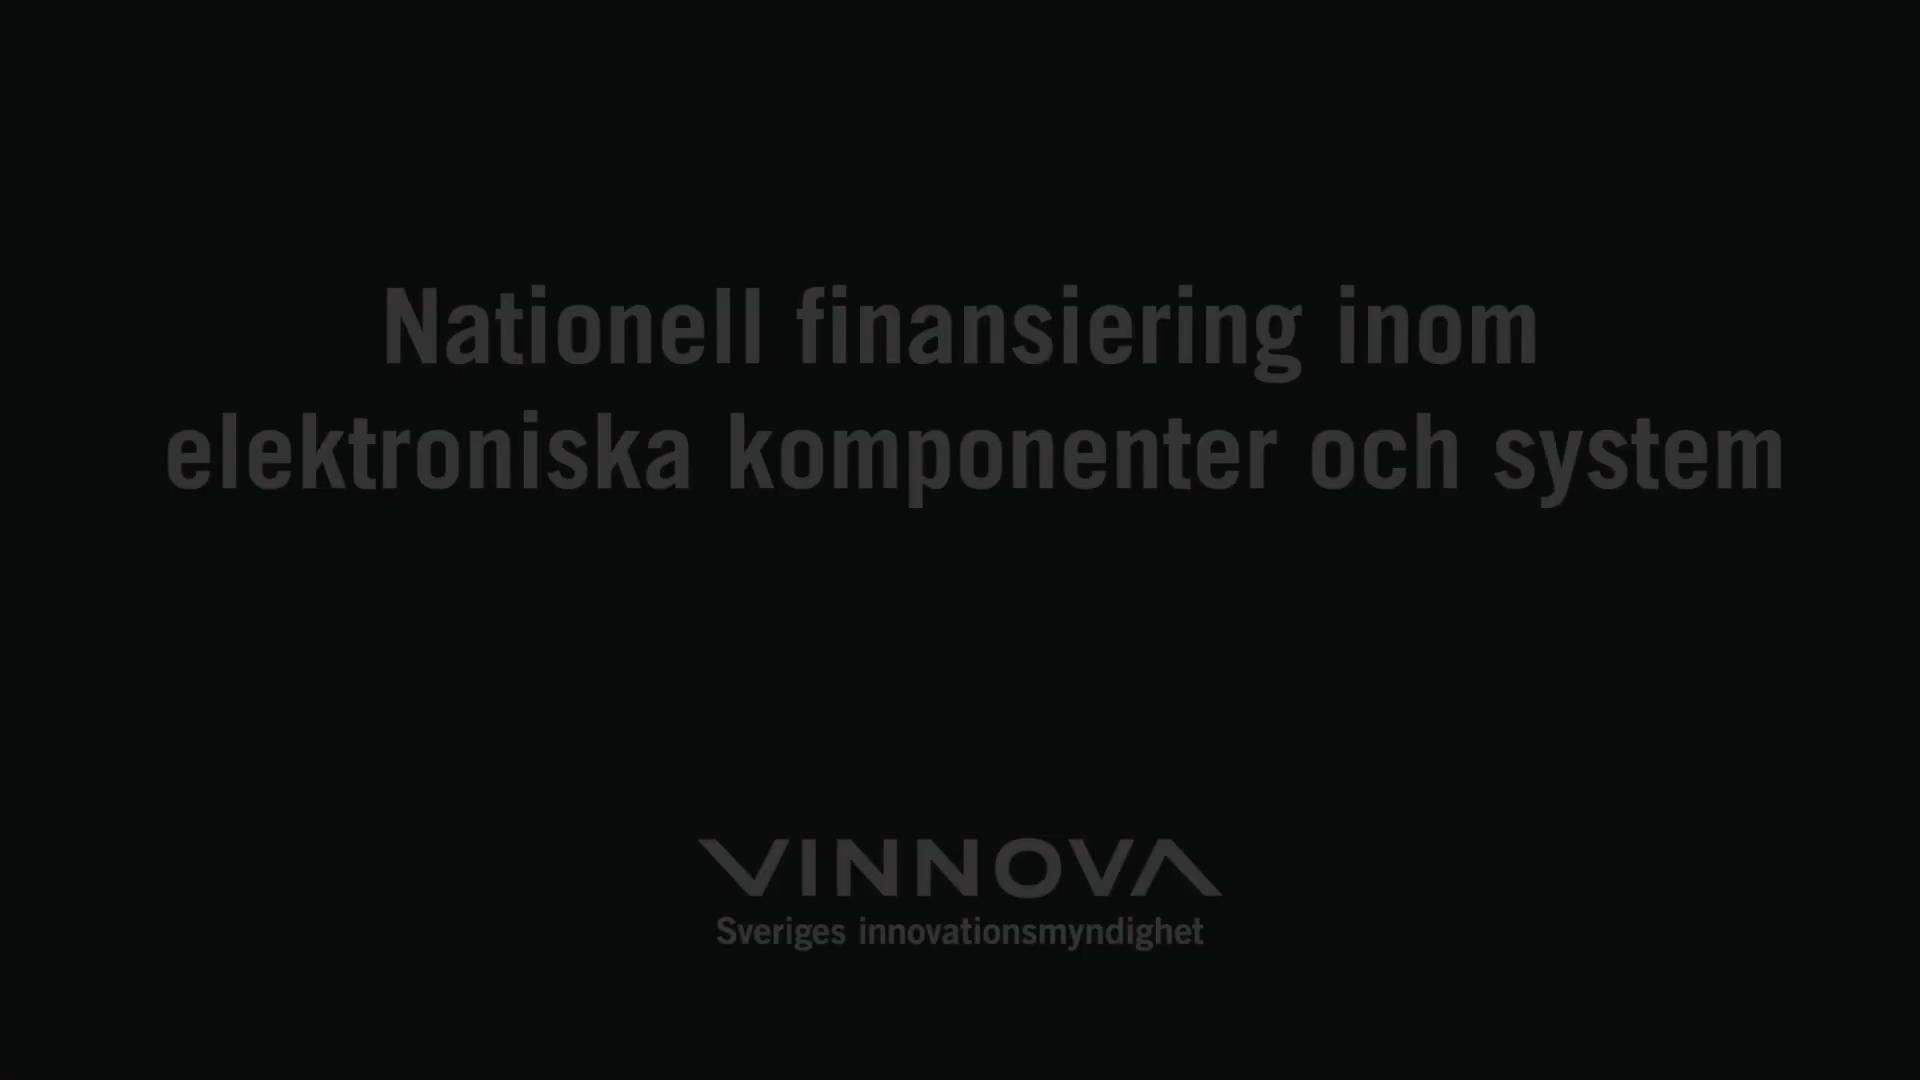 Nationell finansiering inom
elektroniska komponenter och system
VINNOVA
Sveriges innovationsmyndighet